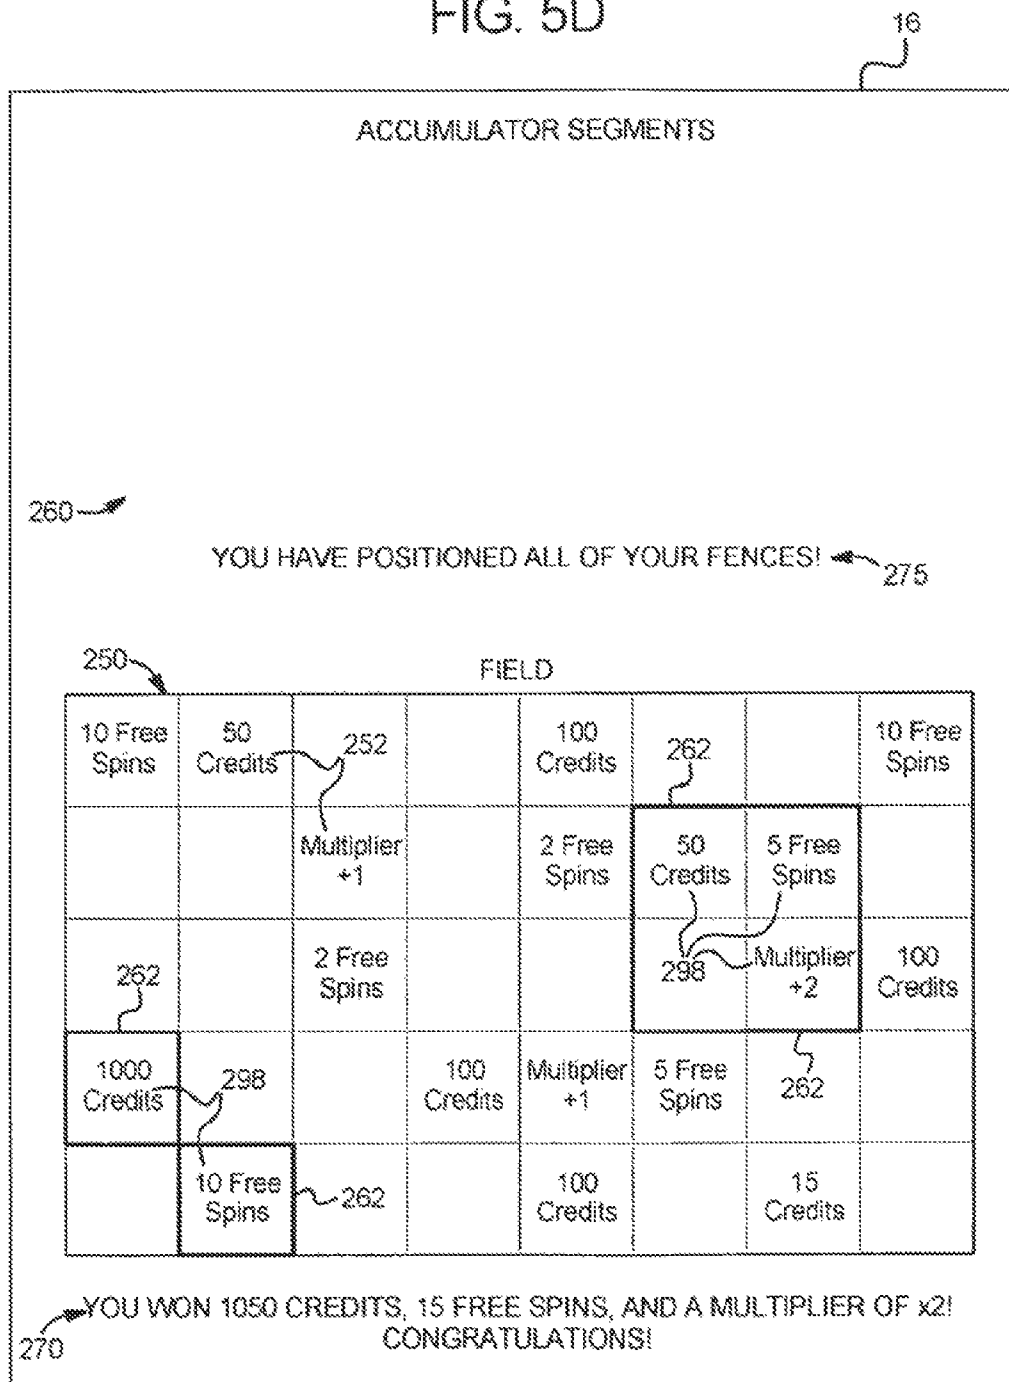 FIG. 5D
16
ACCUMULATOR SEGMENTS
260
YOU HAVE POSITIONED ALL OF YOUR FENCES!
275
250
FIELD
10 Free Spins
50 Credits
252
100 Credits
262
10 Free Spins
Multiplier +1
2 Free Spins
50 Credits
5 Free Spins
262
2 Free Spins
298
Multiplier +2
100 Credits
1000 Credits
298
100 Credits
Multiplier +1
5 Free Spins
262
10 Free Spins
262
100 Credits
15 Credits
YOU WON 1050 CREDITS, 15 FREE SPINS, AND A MULTIPLIER OF x2!
CONGRATULATIONS!
270